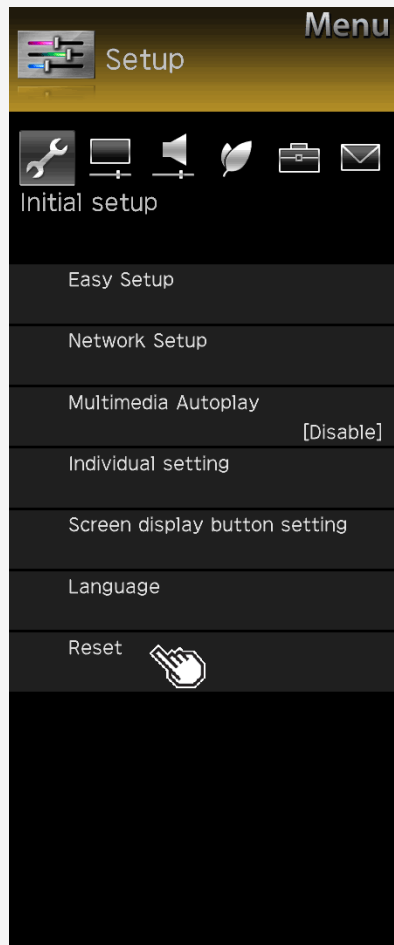 Menu
Setup
Initial setup
Easy Setup
Network Setup
Multimedia Autoplay
[Disable]
Individual setting
Screen display button setting
Language
Reset